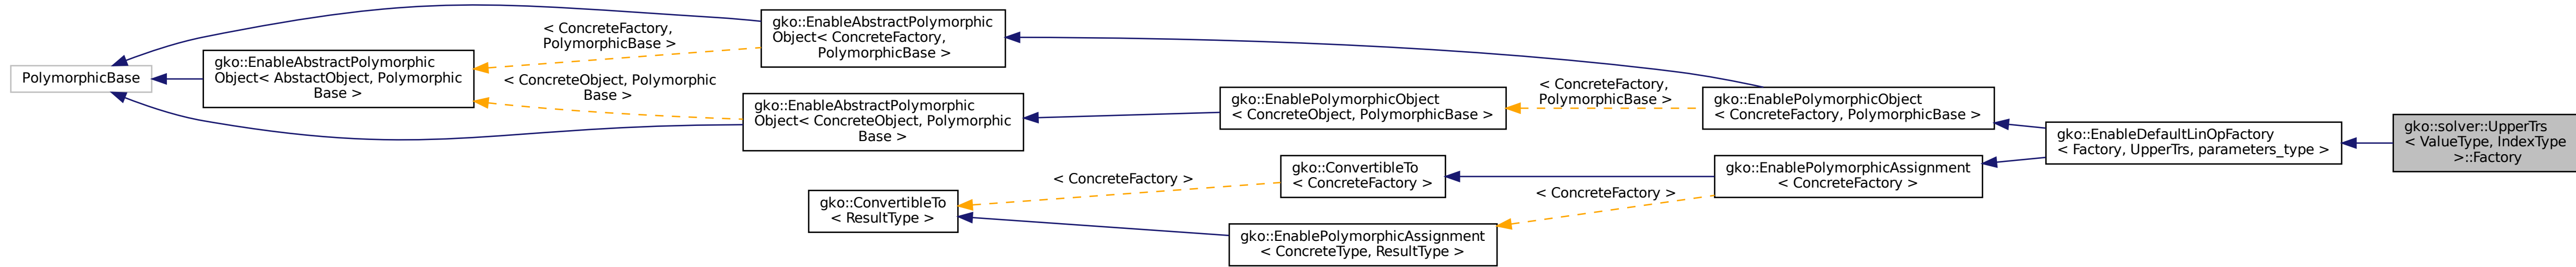 PolymorphicBase
gko::EnableAbstractPolymorphic
Object< AbstactObject, Polymorphic
Base >
< ConcreteFactory,
PolymorphicBase >
< ConcreteObject, Polymorphic
Base >
gko::EnableAbstractPolymorphic
Object< ConcreteFactory,
PolymorphicBase >
gko::EnableAbstractPolymorphic
Object< ConcreteObject, Polymorphic
Base >
gko::ConvertibleTo
< ResultType >
< ConcreteFactory >
gko::EnablePolymorphicObject
< ConcreteObject, PolymorphicBase >
gko::ConvertibleTo
< ConcreteFactory >
gko::EnablePolymorphicAssignment
< ConcreteType, ResultType >
< ConcreteFactory,
PolymorphicBase >
< ConcreteFactory >
gko::EnablePolymorphicObject
< ConcreteFactory, PolymorphicBase >
gko::EnablePolymorphicAssignment
< ConcreteFactory >
gko::EnableDefaultLinOpFactory
< Factory, UpperTrs, parameters_type >
gko::solver::UpperTrs
< ValueType, IndexType
>::Factory